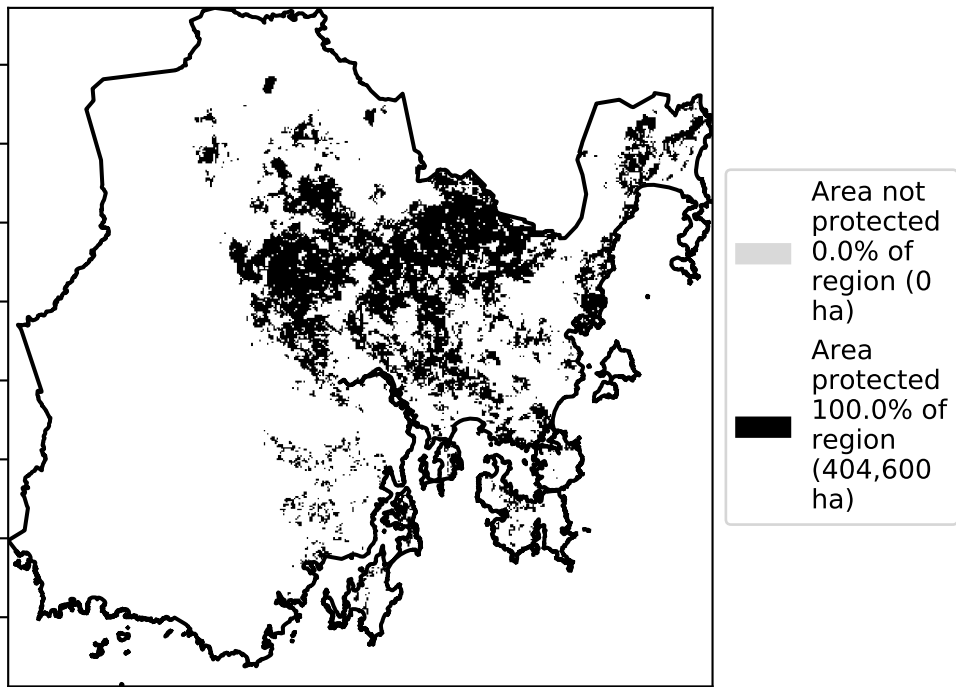 Area not
protected
0.0% of
region (0
ha)
Area
protected
100.0% of
region
(404,600
ha)